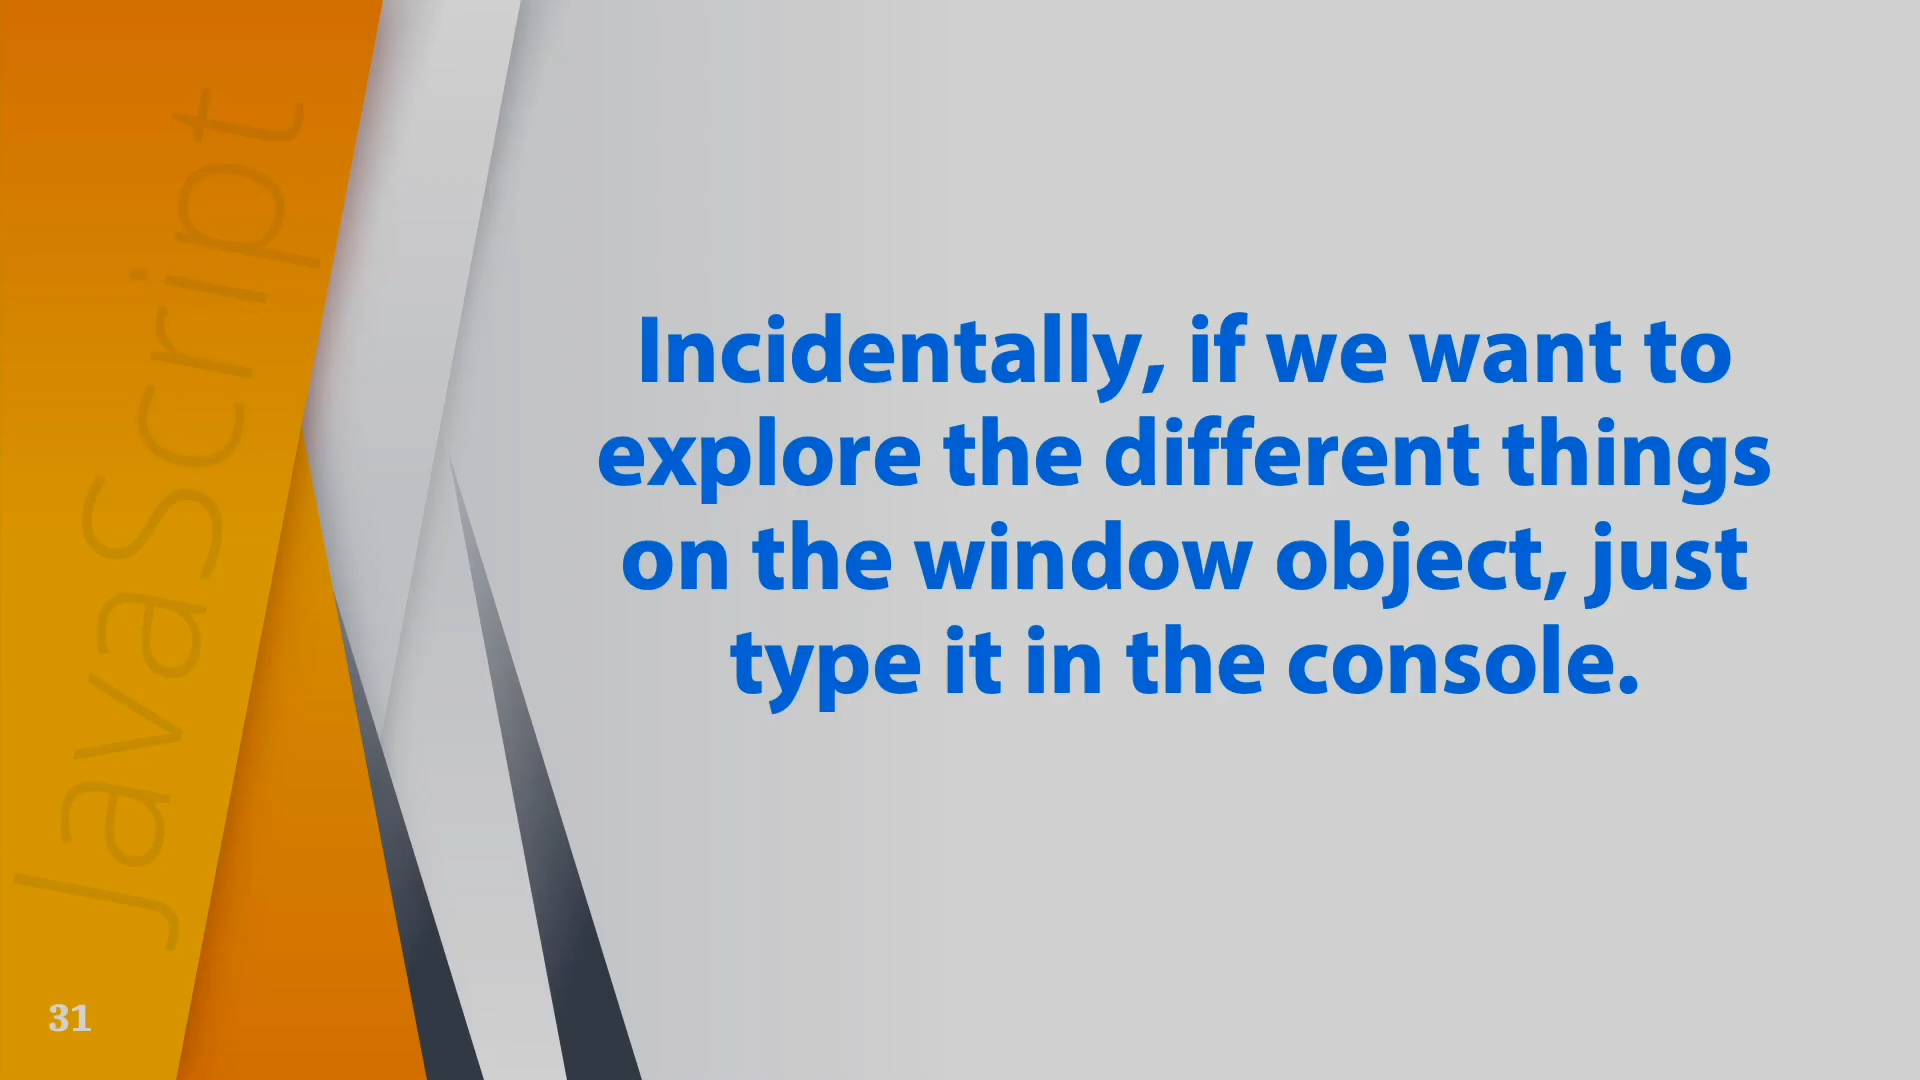 JavaScript
Incidentally, if we want to
explore the different things
on the window object, just
type it in the console.
31